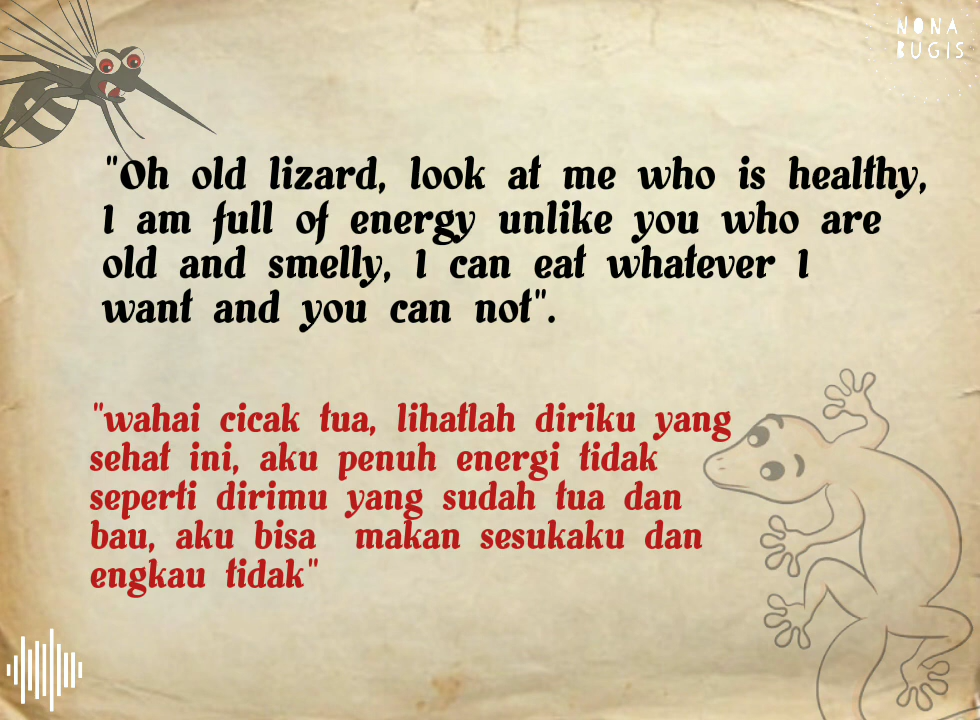 NONA
BUGIS
"Oh old lizard, look at me who is healthy,
I am full of energy unlike you who are
old and smelly, I can eat whatever I
want and you can not".
"wahai cicak tua, lihatlah diriku yang
sehat ini, aku penuh energi tidak
seperti dirimu yang sudah tua dan
bau, aku bisa makan sesukaku dan
engkau tidak"